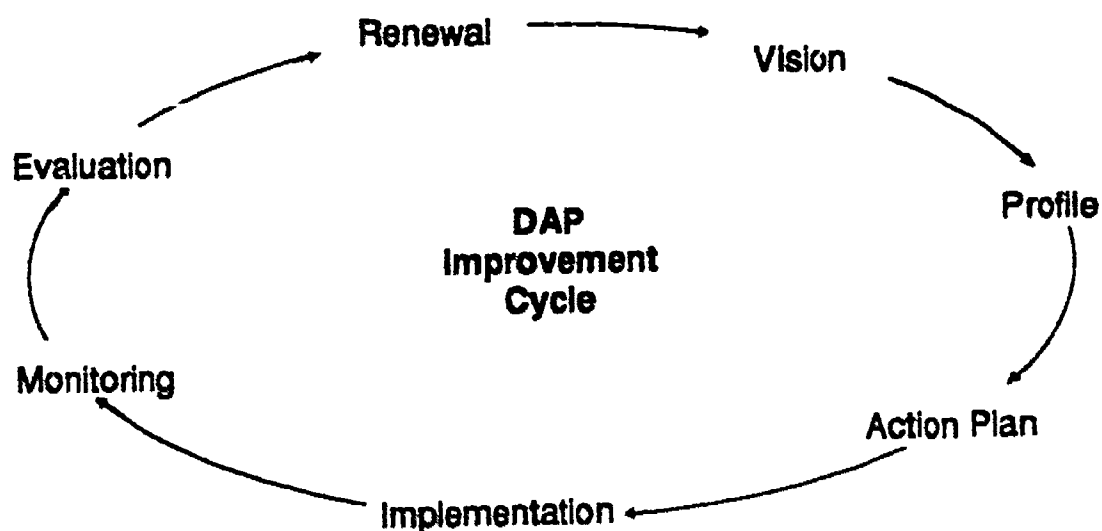 Renewal
Vision
Evaluation
Profile
DAP
Improvement
Cycle
Monitoring
Action Plan
Implementation